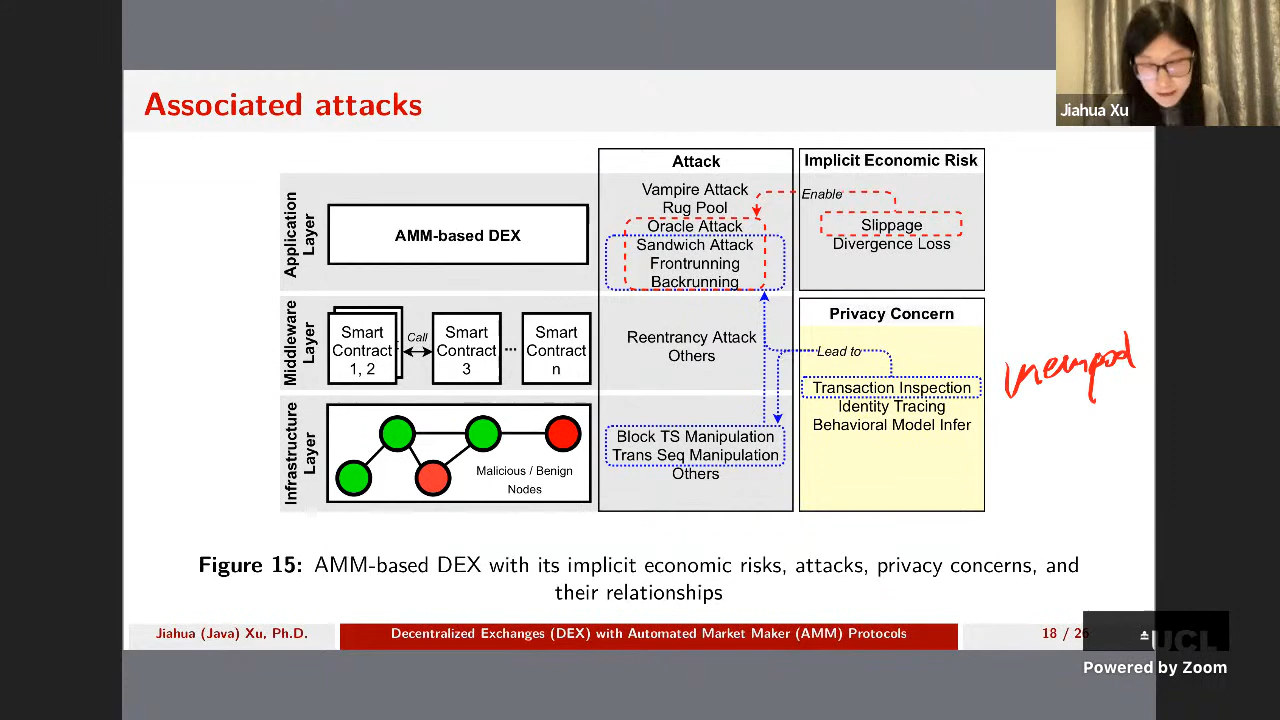 Jiahua Xu
Associated attacks
Attack
Implicit Economic Risk
Application
Layer
AMM-based DEX
Vampire Attack
Rug Pool
Oracle Attack
Sandwich Attack
Frontrunning
Backrunning
Enable
Slippage
Divergence Loss
Middleware
Layer
Smart
Contract
1, 2
Call
Smart
Contract
3
...
Smart
Contract
n
Reentrancy Attack
Others
Privacy Concern
Lead to
Transaction Inspection
Identity Tracing
Behavioral Model Infer
mempool
Infrastructure
Layer
Malicious / Benign
Nodes
Block TS Manipulation
Trans Seq Manipulation
Others
Figure 15: AMM-based DEX with its implicit economic risks, attacks, privacy concerns, and
their relationships
Jiahua (Java) Xu, Ph.D.
Decentralized Exchanges (DEX) with Automated Market Maker (AMM) Protocols
18 / 26
UCL
Powered by Zoom